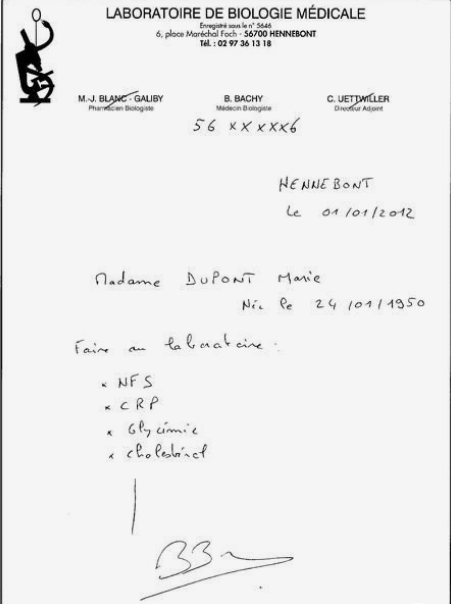 LABORATOIRE DE BIOLOGIE MÉDICALE
Enregistré sous le n° 5646
6, place Maréchal Foch - 56700 HENNEBONT
Tél. : 02 97 36 13 18
M.-J. BLANC - GALIBY B. BACHY C. UETTWILLER
Pharmacien Biologiste Médecin Biologiste Directeur Adjoint
56 XXXXX6
HENNEBONT
Le 01/01/2012
Madame DUPONT Marie
Née le 24/01/1950
Faire au laboratoire :
× NFS
× CRP
× Glycémie
× Cholestérol